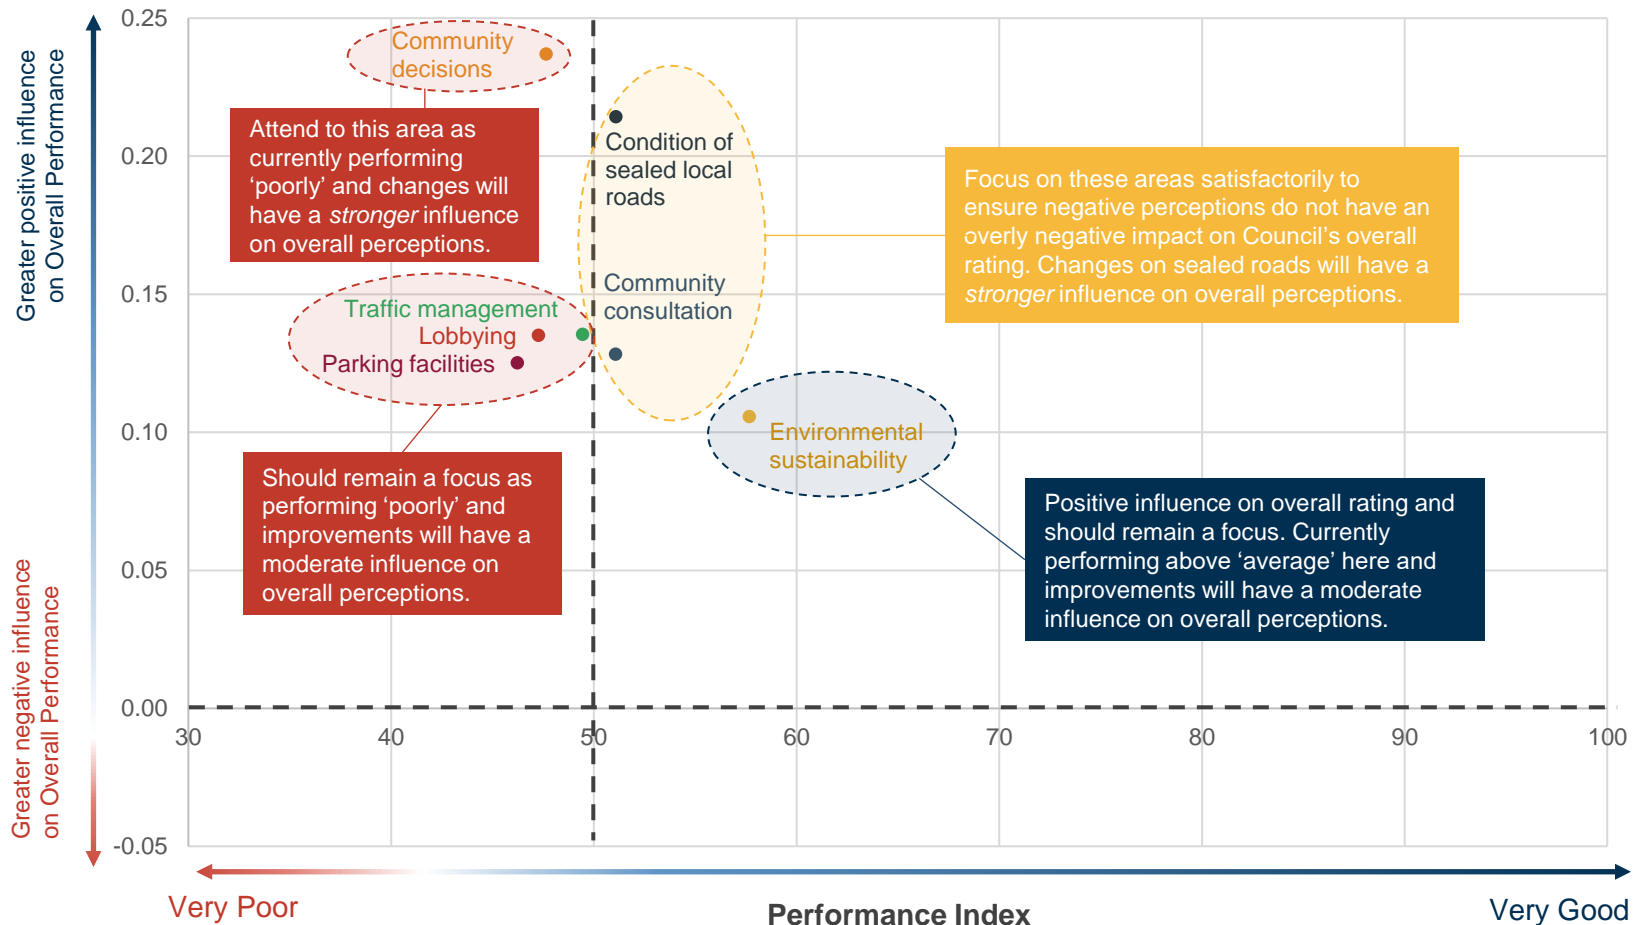 Greater positive influence
on Overall Performance
Greater negative influence
on Overall Performance
0.25
0.20
0.15
0.10
0.05
0.00
-0.05
30
40
50
60
70
80
90
100
Community
decisions
Attend to this area as
currently performing
‘poorly’ and changes will
have a stronger influence
on overall perceptions.
Condition of
sealed local
roads
Focus on these areas satisfactorily to
ensure negative perceptions do not have an
overly negative impact on Council’s overall
rating. Changes on sealed roads will have a
stronger influence on overall perceptions.
Community
consultation
Traffic management
Lobbying
Parking facilities
Environmental
sustainability
Should remain a focus as
performing ‘poorly’ and
improvements will have a
moderate influence on
overall perceptions.
Positive influence on overall rating and
should remain a focus. Currently
performing above ‘average’ here and
improvements will have a moderate
influence on overall perceptions.
Very Poor
Performance Index
Very Good